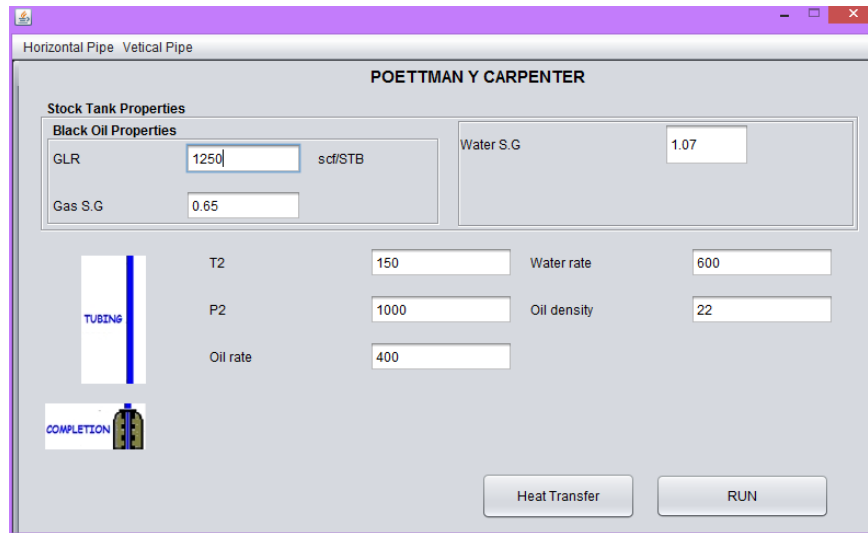 Horizontal Pipe Vetical Pipe
POETTMAN Y CARPENTER
Stock Tank Properties
Black Oil Properties
GLR 1250 scf/STB
Water S.G 1.07
Gas S.G 0.65
T2 150 Water rate 600
TUBING
P2 1000 Oil density 22
Oil rate 400
COMPLETION
Heat Transfer RUN